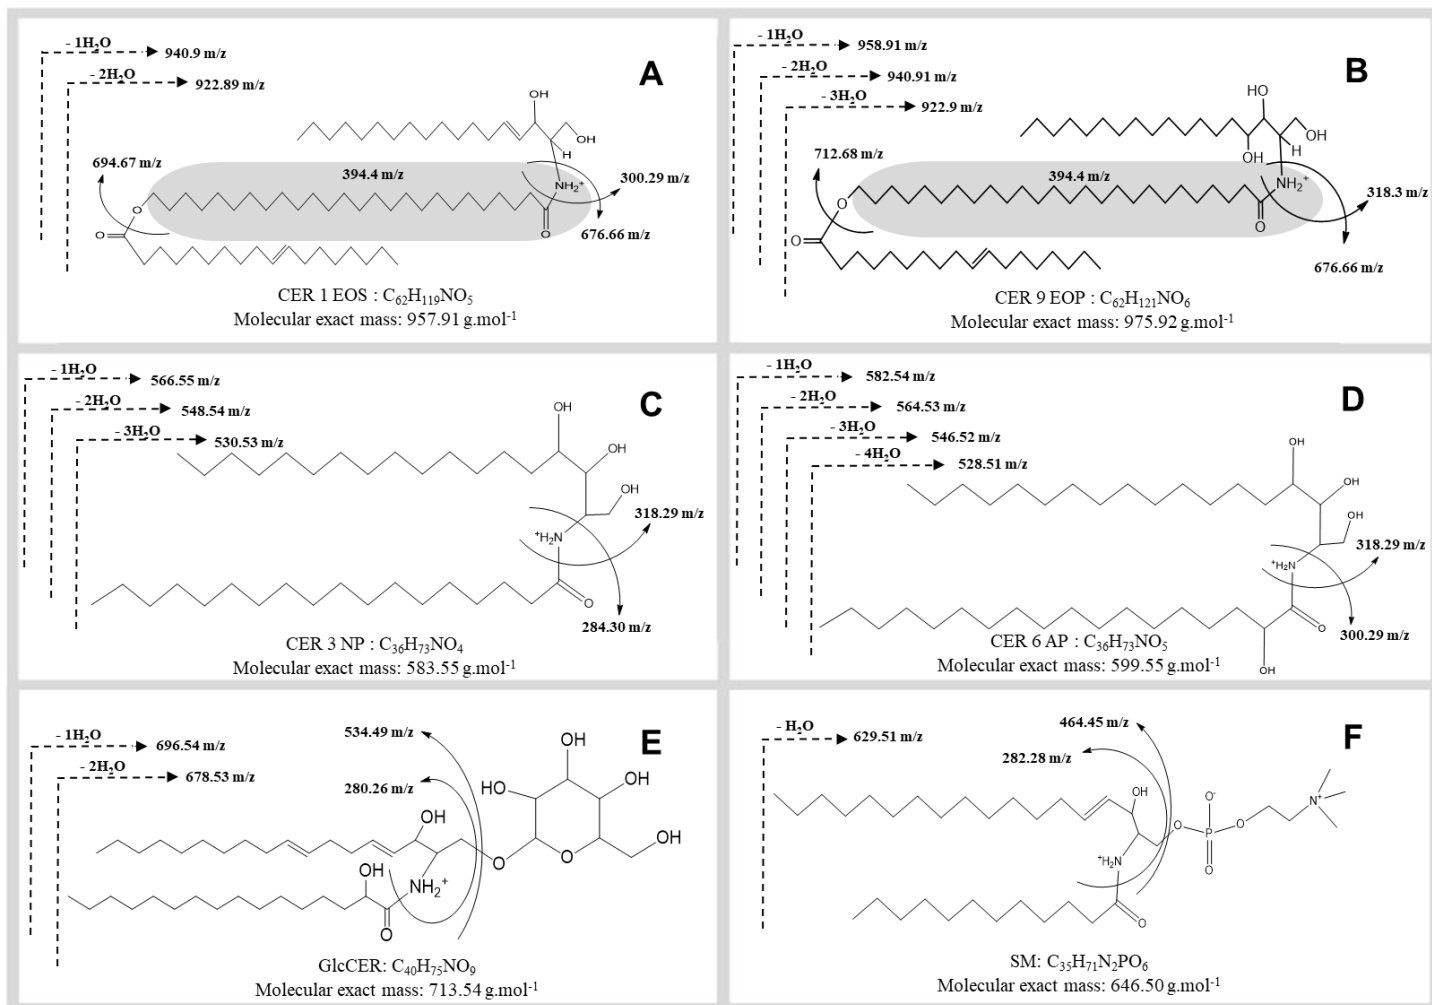 A
- 1H₂O
940.9 m/z
- 2H₂O
922.89 m/z
OH
OH
H
694.67 m/z
394.4 m/z
NH₂⁺
300.29 m/z
O
O
O
676.66 m/z
CER 1 EOS : C₆₂H₁₁₉NO₅
Molecular exact mass: 957.91 g.mol⁻¹
B
- 1H₂O
958.91 m/z
- 2H₂O
940.91 m/z
- 3H₂O
922.9 m/z
HO
OH
OH
H
712.68 m/z
394.4 m/z
NH₂⁺
318.3 m/z
O
O
O
676.66 m/z
CER 9 EOP : C₆₂H₁₂₁NO₆
Molecular exact mass: 975.92 g.mol⁻¹
C
- 1H₂O
566.55 m/z
- 2H₂O
548.54 m/z
- 3H₂O
530.53 m/z
OH
OH
OH
318.29 m/z
⁺H₂N
O
284.30 m/z
CER 3 NP : C₃₆H₇₃NO₄
Molecular exact mass: 583.55 g.mol⁻¹
D
- 1H₂O
582.54 m/z
- 2H₂O
564.53 m/z
- 3H₂O
546.52 m/z
- 4H₂O
528.51 m/z
OH
OH
OH
318.29 m/z
⁺H₂N
O
300.29 m/z
OH
CER 6 AP : C₃₆H₇₃NO₅
Molecular exact mass: 599.55 g.mol⁻¹
E
- 1H₂O
696.54 m/z
- 2H₂O
678.53 m/z
534.49 m/z
280.26 m/z
OH
HO
OH
OH
OH
O
O
OH
NH₂⁺
O
GlcCER: C₄₀H₇₅NO₉
Molecular exact mass: 713.54 g.mol⁻¹
F
- H₂O
629.51 m/z
464.45 m/z
282.28 m/z
OH
O⁻
N⁺
O
P
O
O
⁺H₂N
O
SM: C₃₅H₇₁N₂PO₆
Molecular exact mass: 646.50 g.mol⁻¹